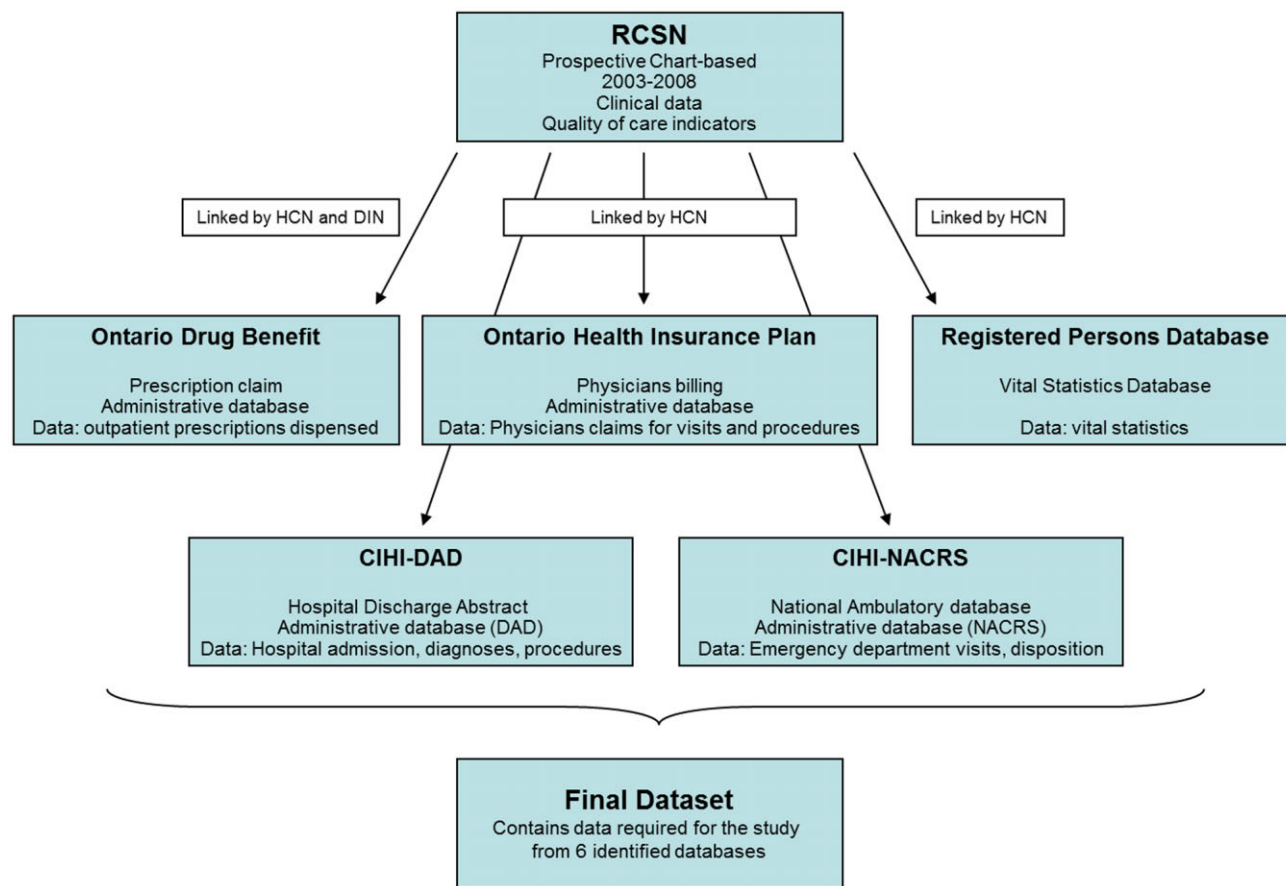 RCSN
Prospective Chart-based
2003-2008
Clinical data
Quality of care indicators
Linked by HCN and DIN
Linked by HCN
Linked by HCN
Ontario Drug Benefit
Prescription claim
Administrative database
Data: outpatient prescriptions dispensed
Ontario Health Insurance Plan
Physicians billing
Administrative database
Data: Physicians claims for visits and procedures
Registered Persons Database
Vital Statistics Database
Data: vital statistics
CIHI-DAD
Hospital Discharge Abstract
Administrative database (DAD)
Data: Hospital admission, diagnoses, procedures
CIHI-NACRS
National Ambulatory database
Administrative database (NACRS)
Data: Emergency department visits, disposition
Final Dataset
Contains data required for the study
from 6 identified databases